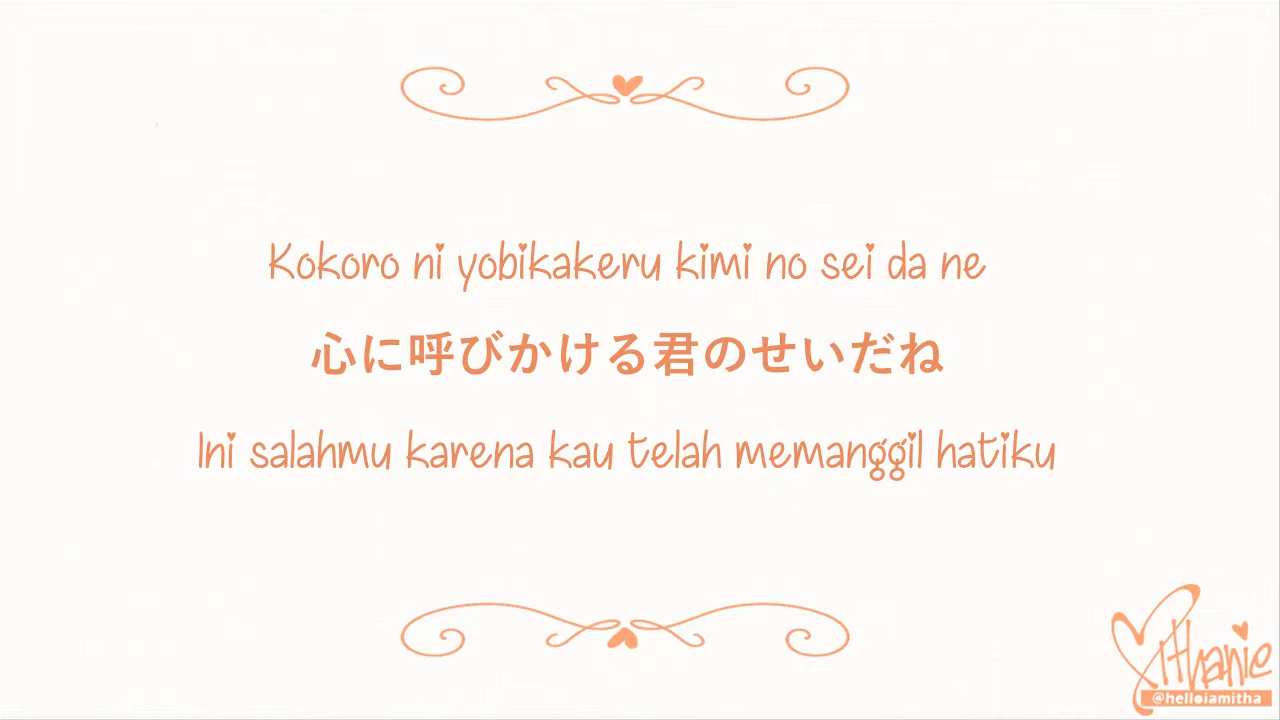 Kokoro ni yobikakeru kimi no sei da ne
心に呼びかける君のせいだね
Ini salahmu karena kau telah memanggil hatiku
Mithanie
@helloiamitha